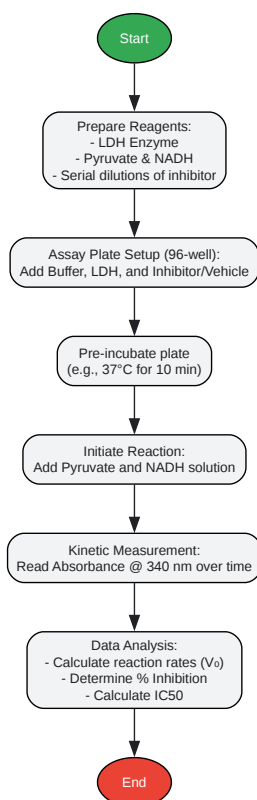 Start
Prepare Reagents:
- LDH Enzyme
- Pyruvate & NADH
- Serial dilutions of inhibitor
Assay Plate Setup (96-well):
Add Buffer, LDH, and Inhibitor/Vehicle
Pre-incubate plate
(e.g., 37°C for 10 min)
Initiate Reaction:
Add Pyruvate and NADH solution
Kinetic Measurement:
Read Absorbance @ 340 nm over time
Data Analysis:
- Calculate reaction rates (V₀)
- Determine % Inhibition
- Calculate IC50
End